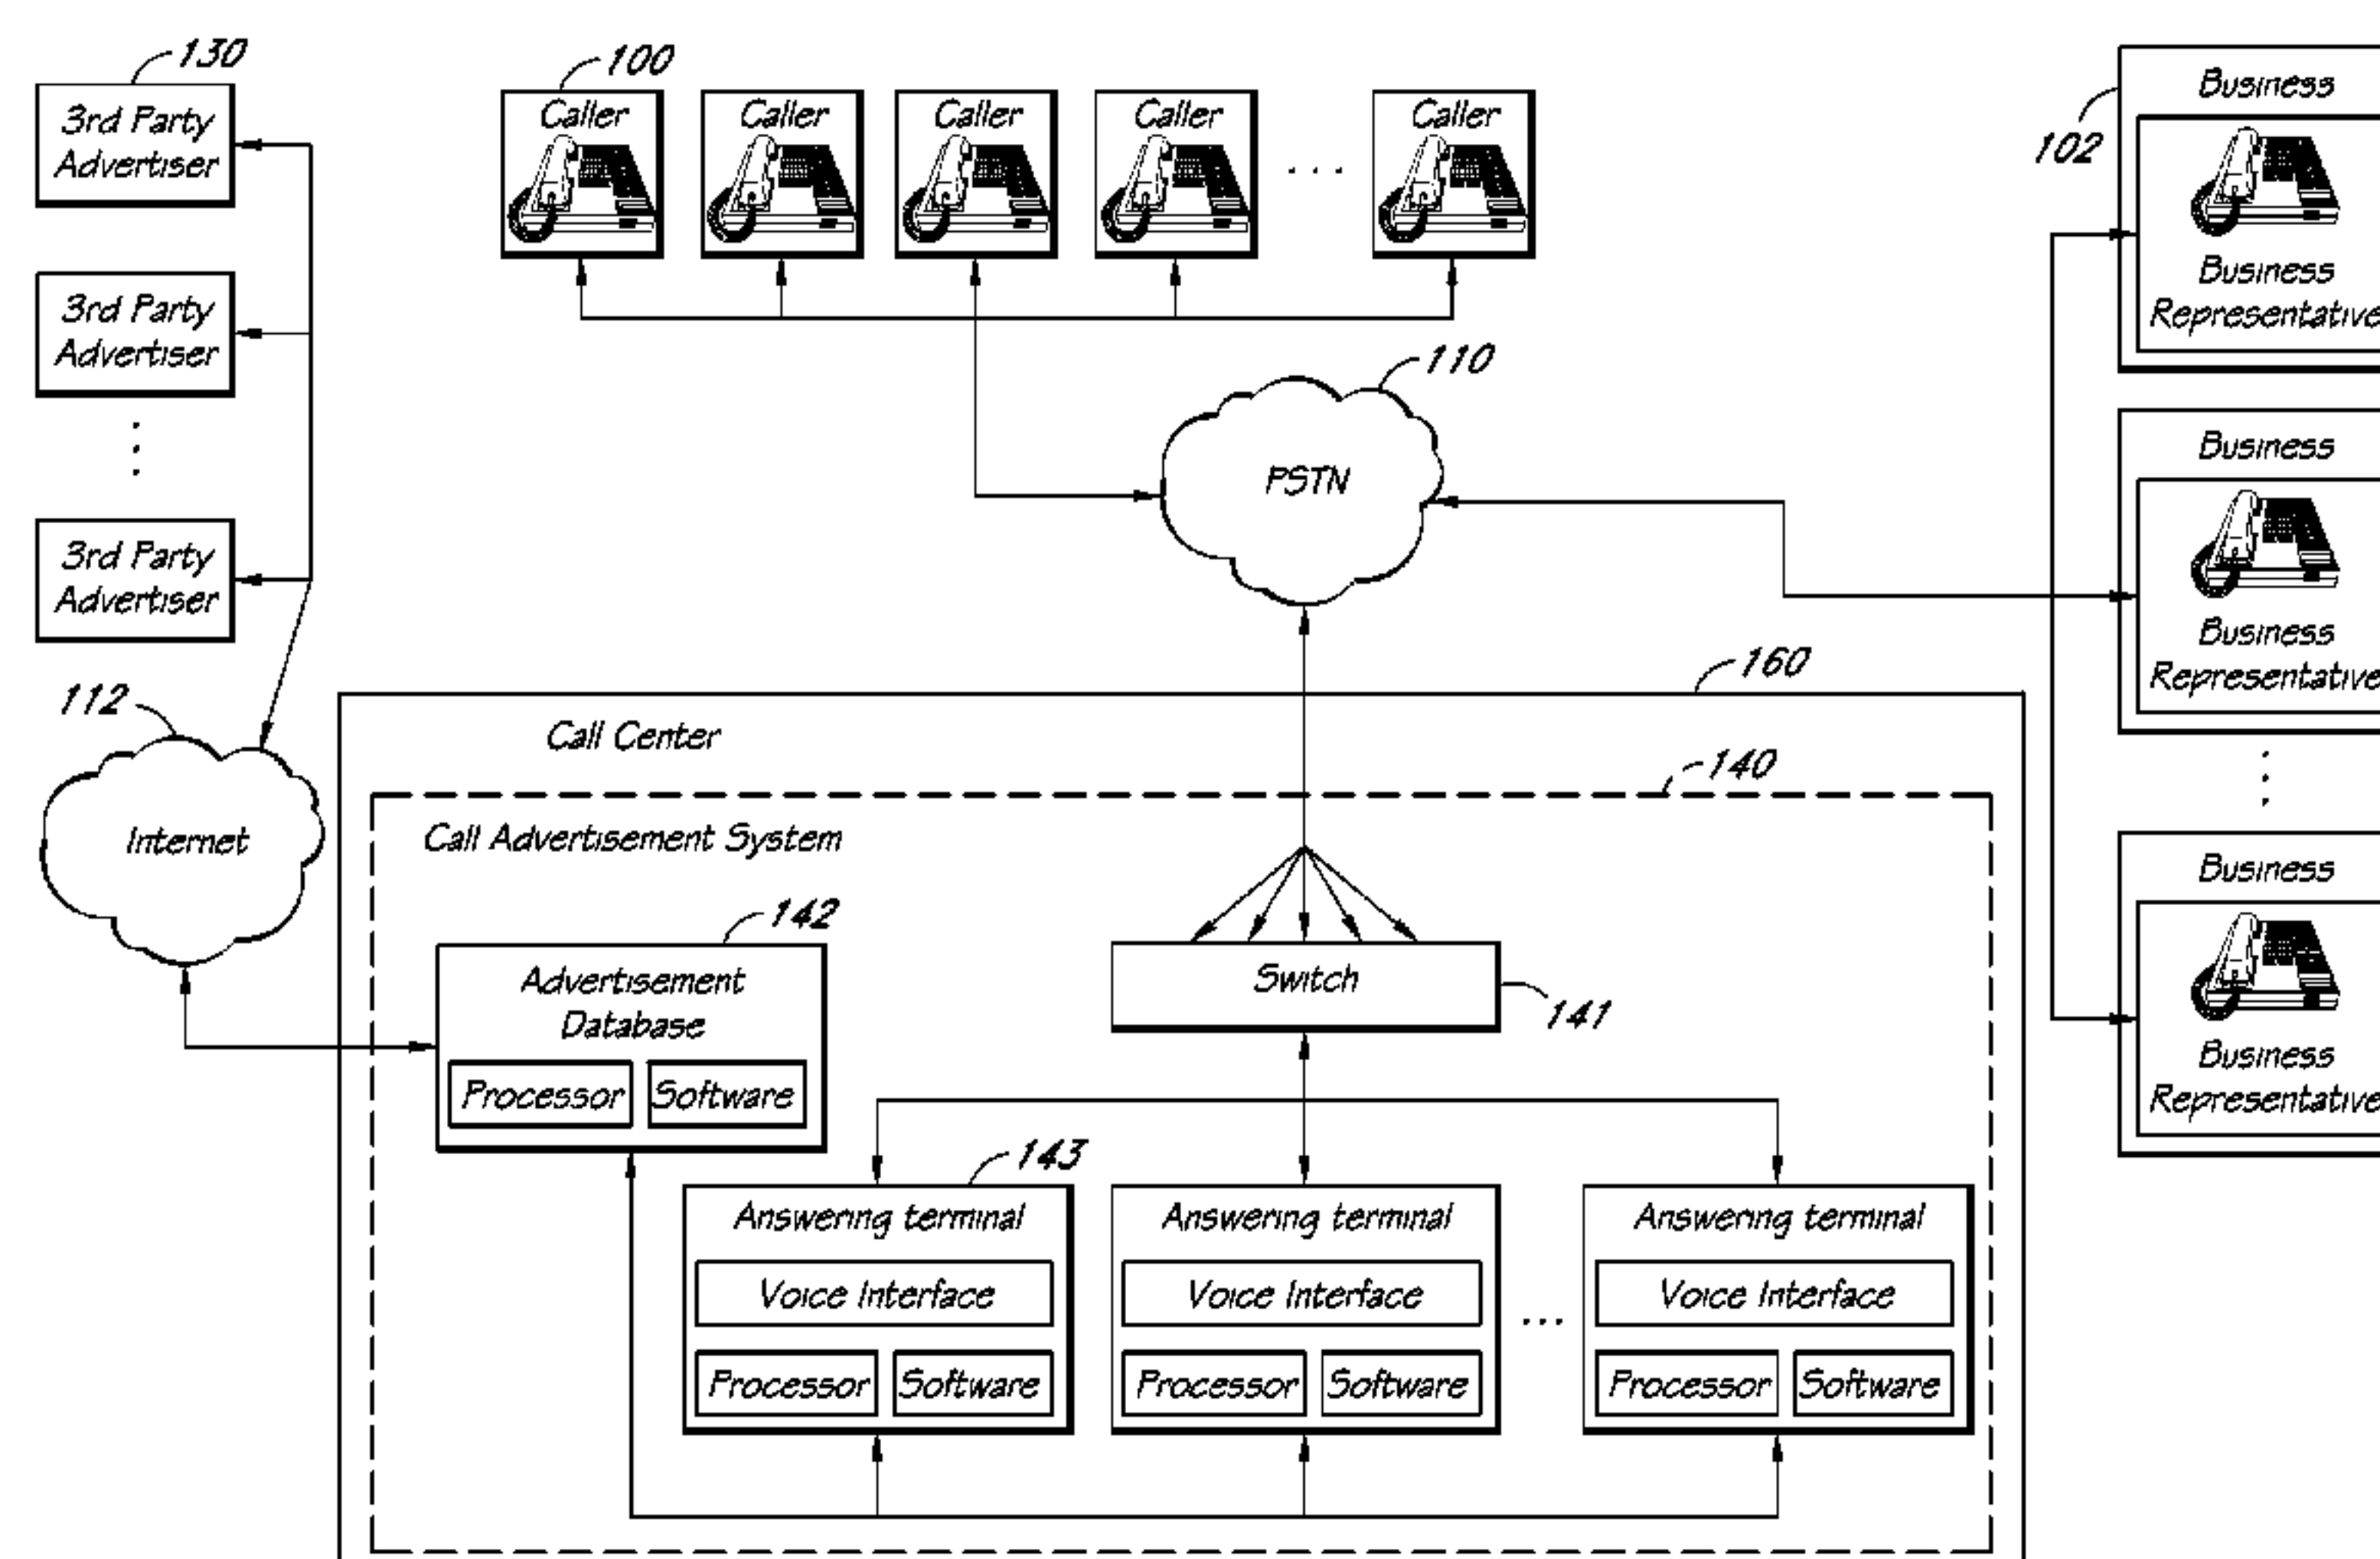 130
3rd Party
Advertiser
3rd Party
Advertiser
3rd Party
Advertiser
100
Caller
Caller
Caller
Caller
...
Caller
102
Business
Business
Representative
Business
Business
Representative
Business
Business
Representative
110
PSTN
112
Internet
160
Call Center
140
Call Advertisement System
142
Advertisement
Database
Processor
Software
Switch
141
143
Answering terminal
Voice Interface
Processor
Software
Answering terminal
Voice Interface
Processor
Software
...
Answering terminal
Voice Interface
Processor
Software